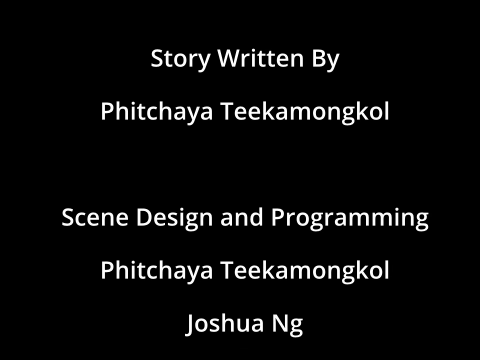 Story Written By
Phitchaya Teekamongkol
Scene Design and Programming
Phitchaya Teekamongkol
Joshua Ng